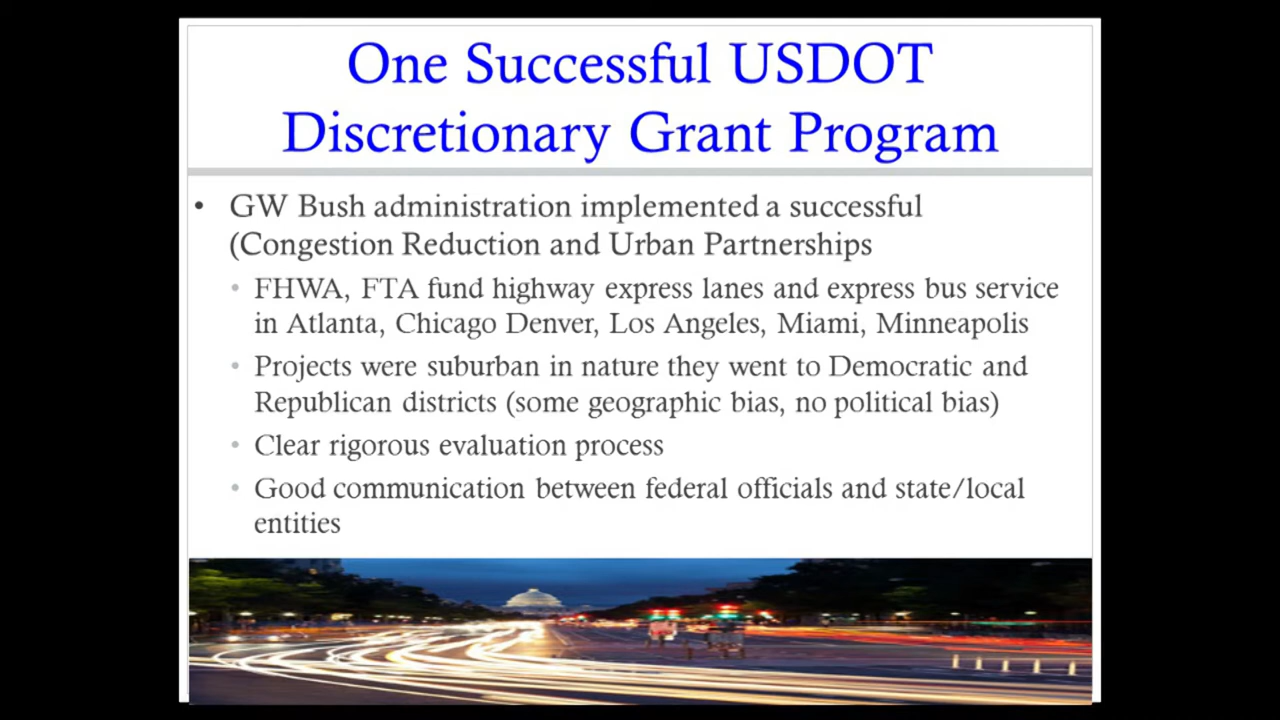 One Successful USDOT
Discretionary Grant Program
• GW Bush administration implemented a successful
(Congestion Reduction and Urban Partnerships
• FHWA, FTA fund highway express lanes and express bus service
in Atlanta, Chicago Denver, Los Angeles, Miami, Minneapolis
• Projects were suburban in nature they went to Democratic and
Republican districts (some geographic bias, no political bias)
• Clear rigorous evaluation process
• Good communication between federal officials and state/local
entities